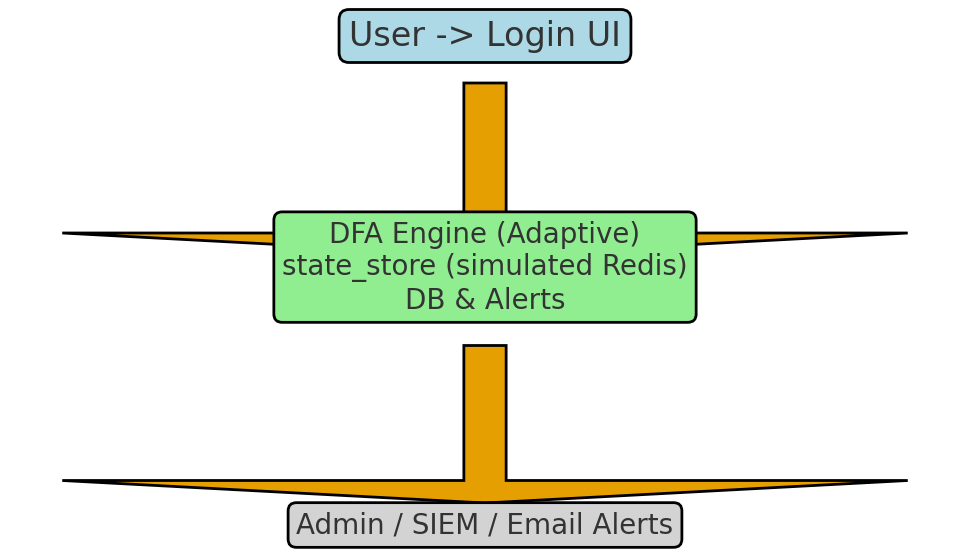 User -> Login UI
DFA Engine (Adaptive)
state_store (simulated Redis)
DB & Alerts
Admin / SIEM / Email Alerts